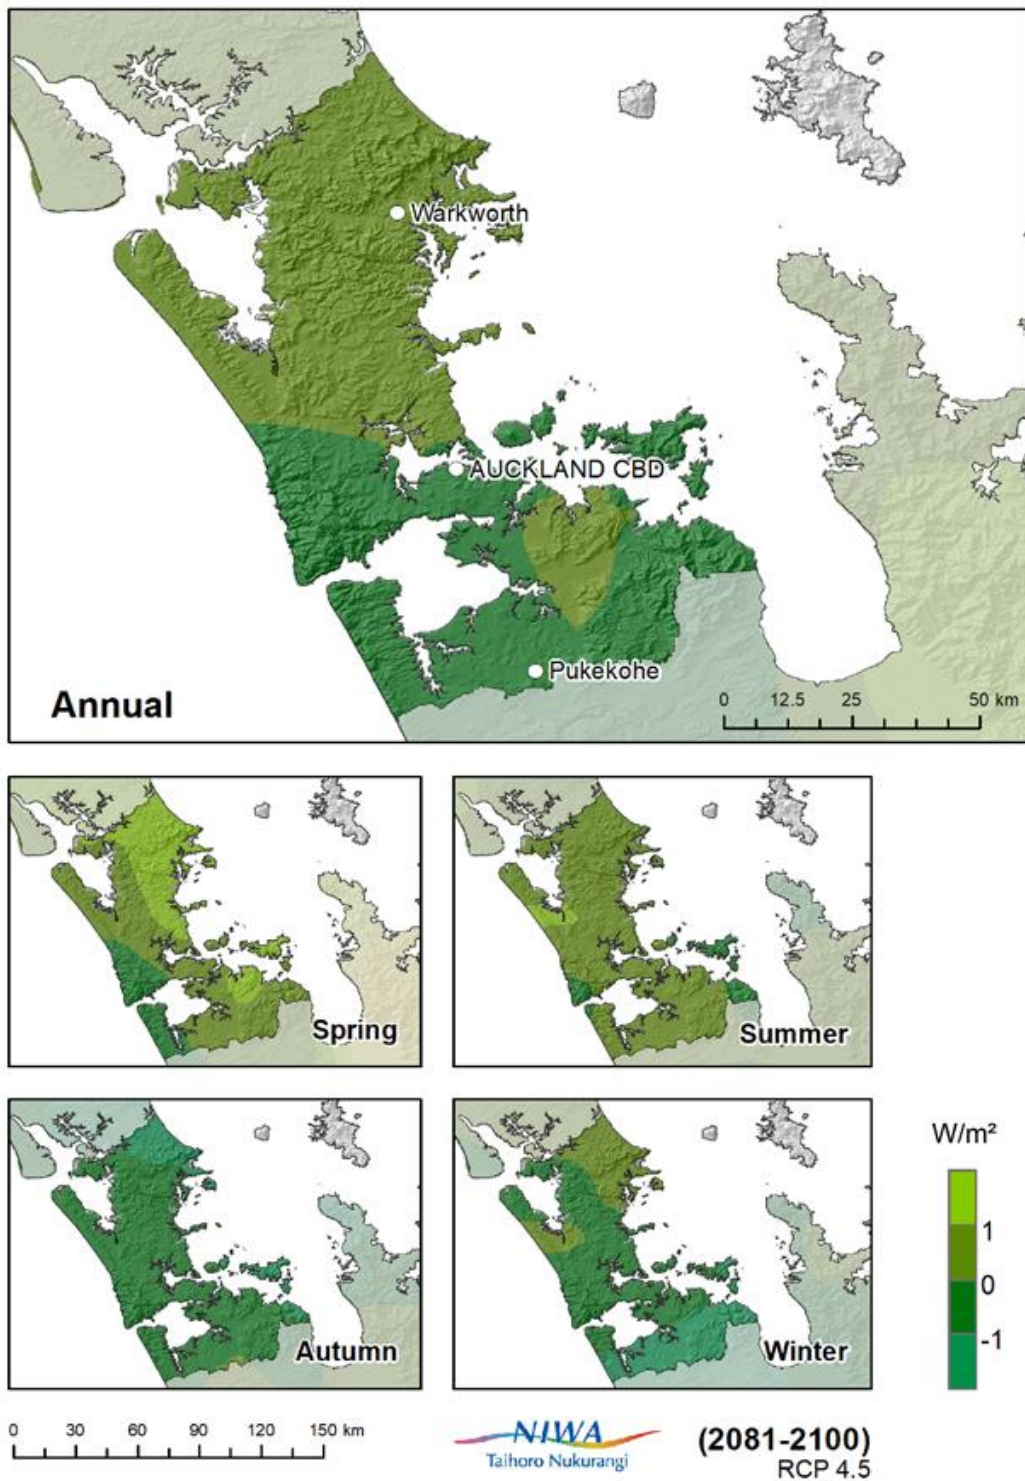 Warkworth
AUCKLAND CBD
Pukekohe
Annual
0 12.5 25 50 km
Spring
Summer
Autumn
Winter
W/m²
1
0
-1
0 30 60 90 120 150 km
NIWA
Taihoro Nukurangi
(2081-2100)
RCP 4.5